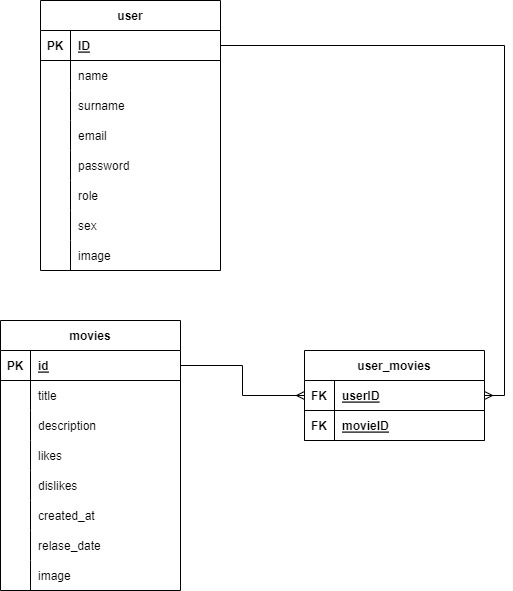 user
PK ID
name
surname
email
password
role
sex
image
movies
PK id
title
description
likes
dislikes
created_at
relase_date
image
user_movies
FK userID
FK movieID